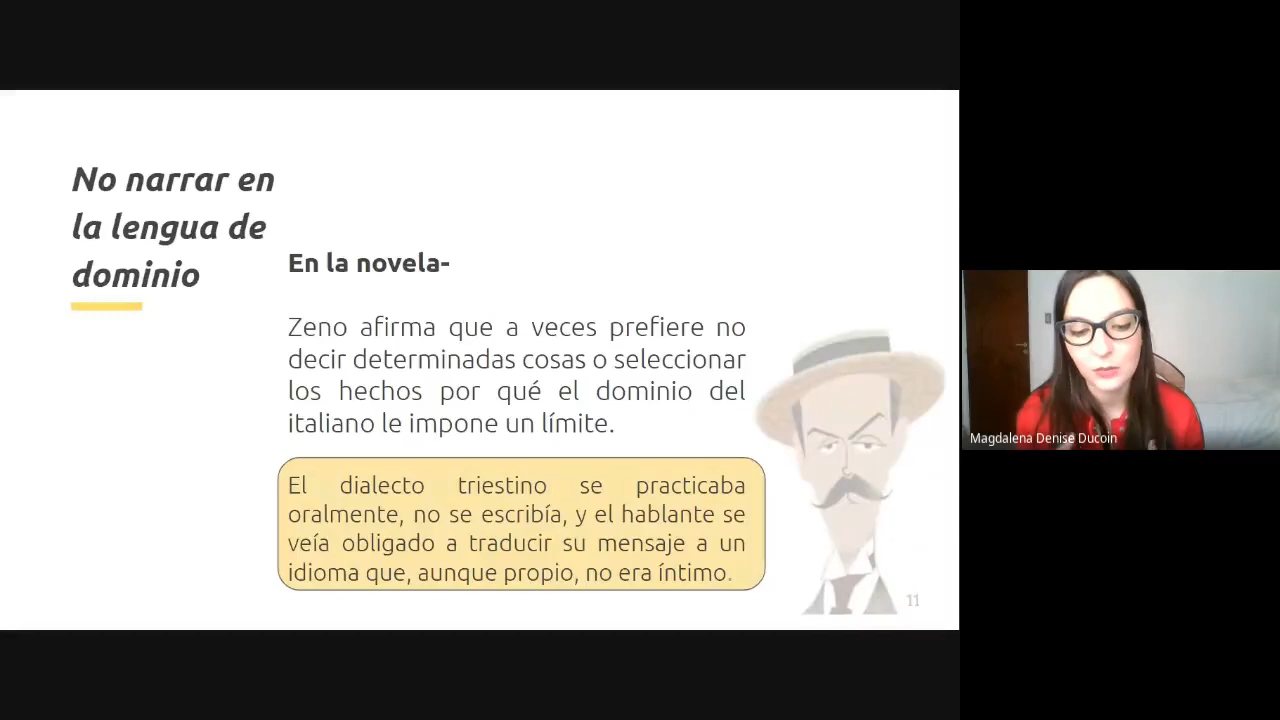 No narrar en
la lengua de
dominio
En la novela-
Zeno afirma que a veces prefiere no
decir determinadas cosas o seleccionar
los hechos por qué el dominio del
italiano le impone un límite.
El dialecto triestino se practicaba
oralmente, no se escribía, y el hablante se
veía obligado a traducir su mensaje a un
idioma que, aunque propio, no era íntimo.
11
Magdalena Denise Ducoin